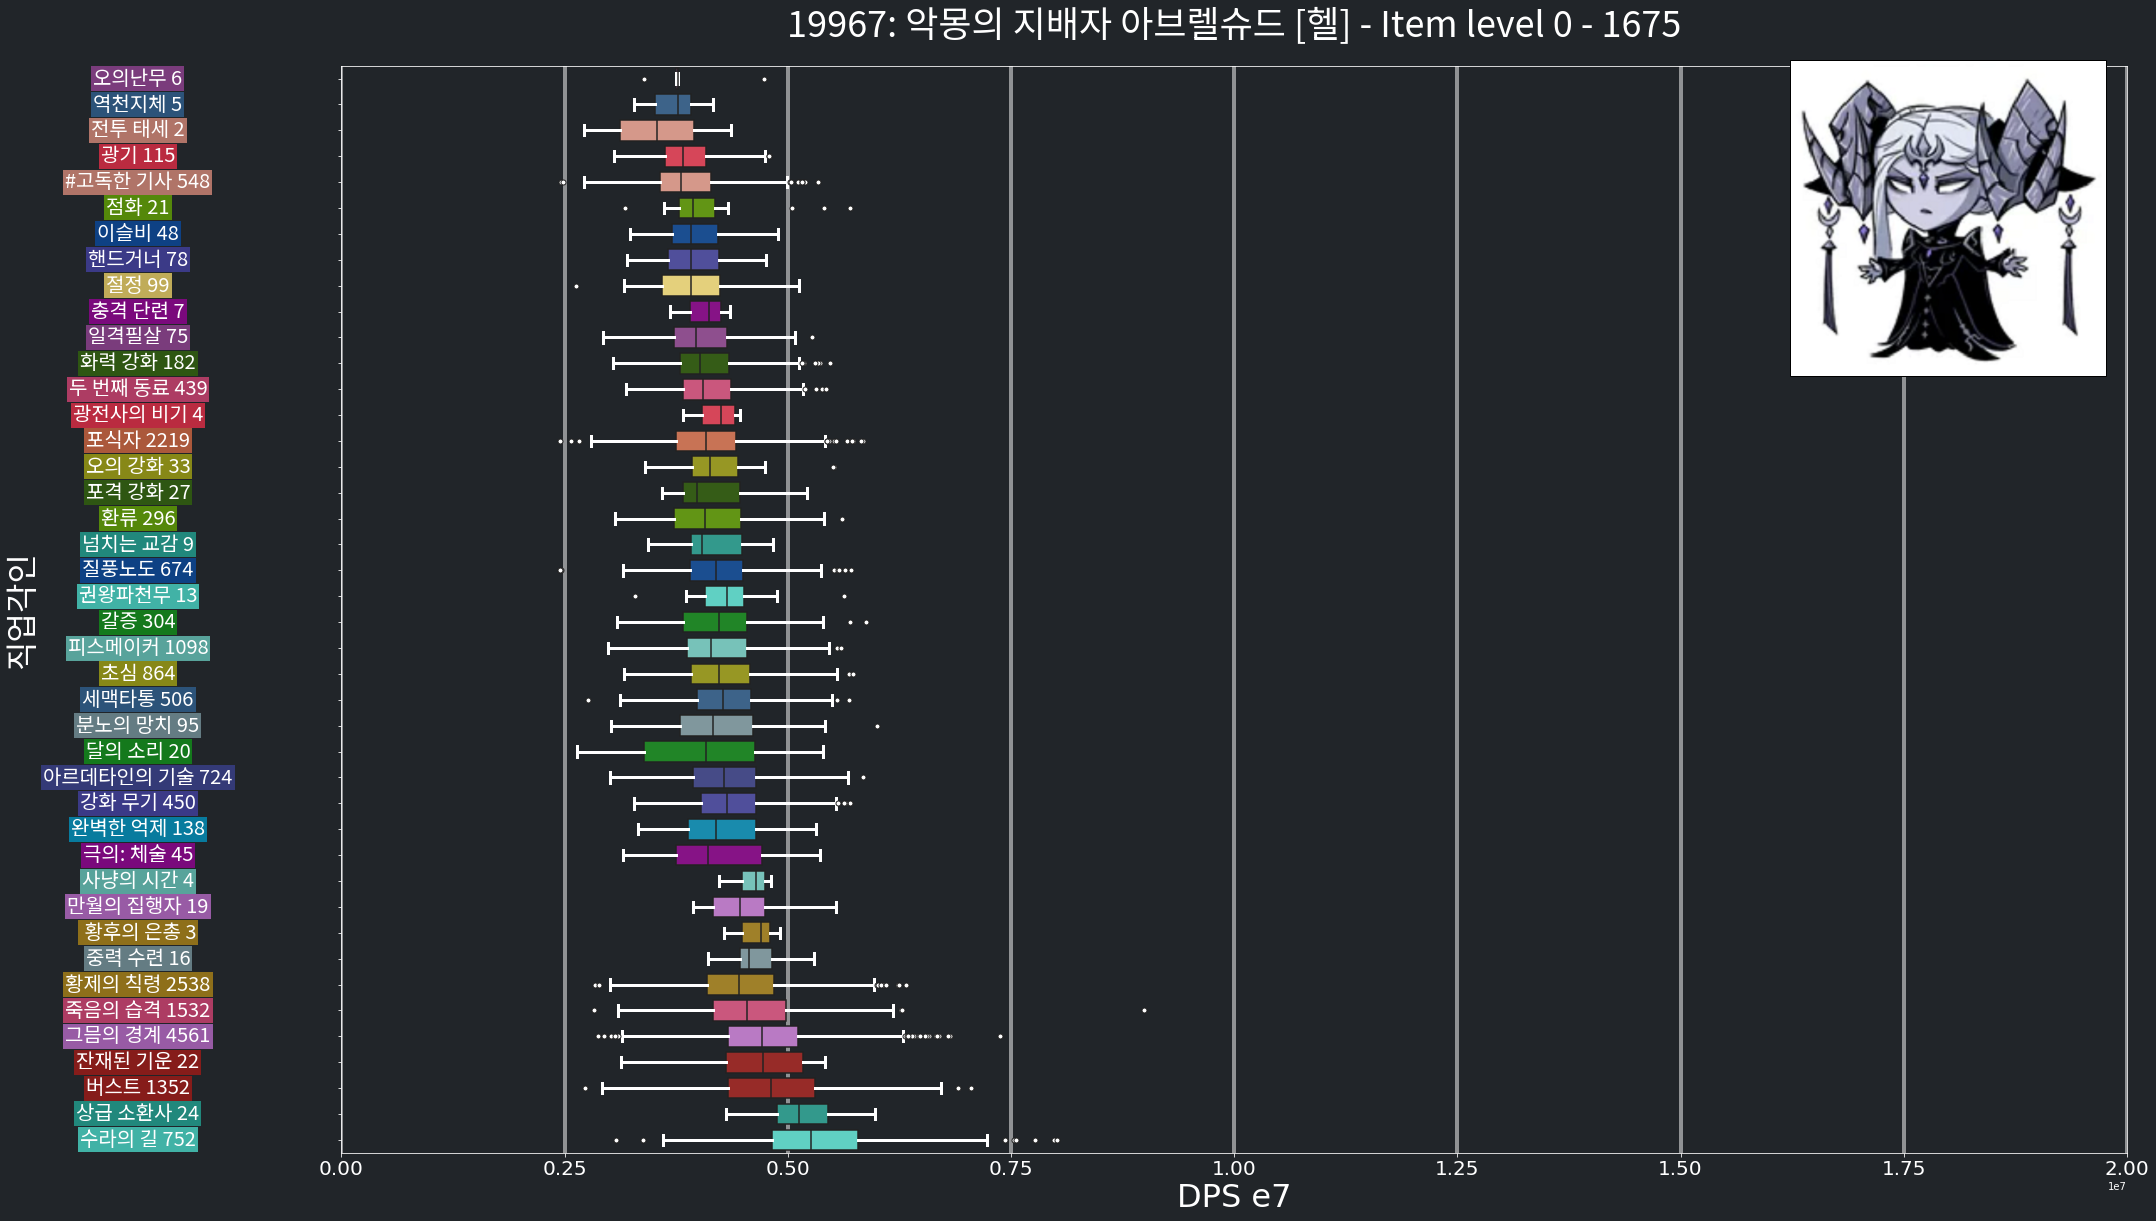 19967: 악몽의 지배자 아브렐슈드 [헬] - Item level 0 - 1675
직업각인
오의난무 6
역천지체 5
전투 태세 2
광기 115
#고독한 기사 548
점화 21
이슬비 48
핸드거너 78
절정 99
충격 단련 7
일격필살 75
화력 강화 182
두 번째 동료 439
광전사의 비기 4
포식자 2219
오의 강화 33
포격 강화 27
환류 296
넘치는 교감 9
질풍노도 674
권왕파천무 13
갈증 304
피스메이커 1098
초심 864
세맥타통 506
분노의 망치 95
달의 소리 20
아르데타인의 기술 724
강화 무기 450
완벽한 억제 138
극의: 체술 45
사냥의 시간 4
만월의 집행자 19
황후의 은총 3
중력 수련 16
황제의 칙령 2538
죽음의 습격 1532
그믐의 경계 4561
잔재된 기운 22
버스트 1352
상급 소환사 24
수라의 길 752
0.00 0.25 0.50 0.75 1.00 1.25 1.50 1.75 2.00
1e7
DPS e7